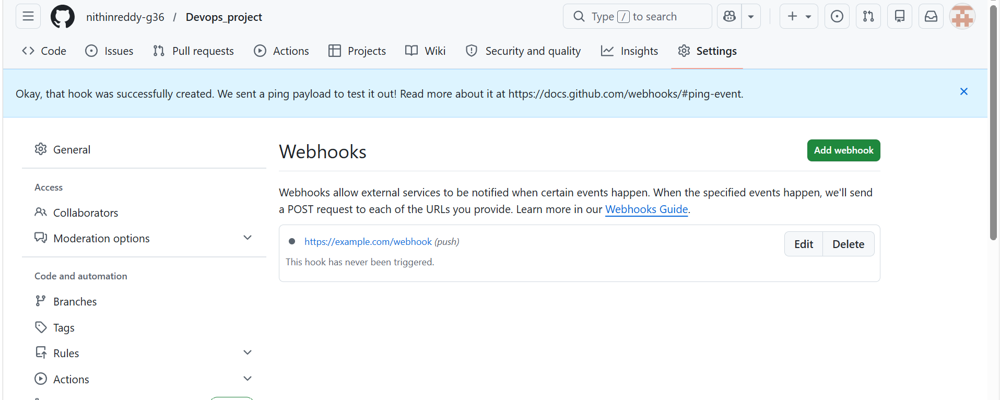 nithinreddy-g36 / Devops_project
Type / to search
Code Issues Pull requests Actions Projects Wiki Security and quality Insights Settings
Okay, that hook was successfully created. We sent a ping payload to test it out! Read more about it at https://docs.github.com/webhooks/#ping-event.
General
Access
Collaborators
Moderation options
Code and automation
Branches
Tags
Rules
Actions
Webhooks
Add webhook
Webhooks allow external services to be notified when certain events happen. When the specified events happen, we'll send
a POST request to each of the URLs you provide. Learn more in our Webhooks Guide.
https://example.com/webhook (push)
Edit Delete
This hook has never been triggered.